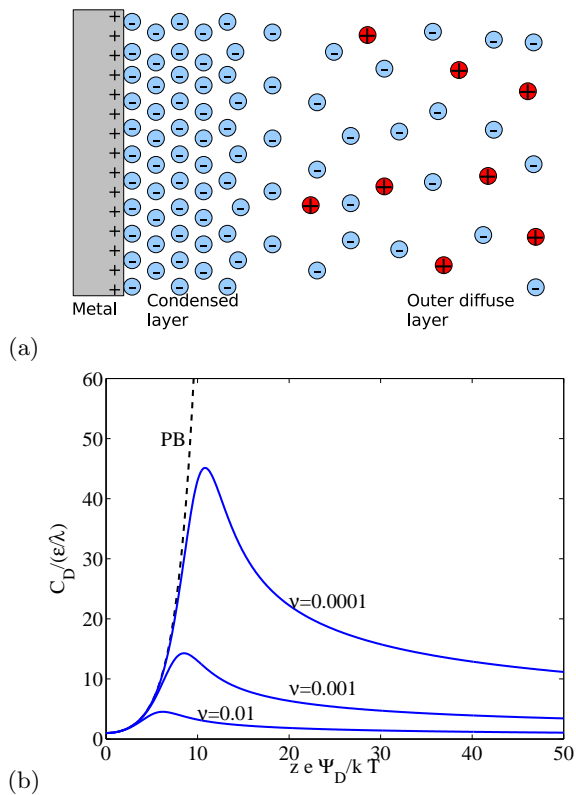 Metal
Condensed
layer
Outer diffuse
layer
(a)
60
50
40
30
20
10
0
C_D/(ε/λ)
PB
ν=0.0001
ν=0.001
ν=0.01
0 10 20 30 40 50
z e Ψ_D/k T
(b)